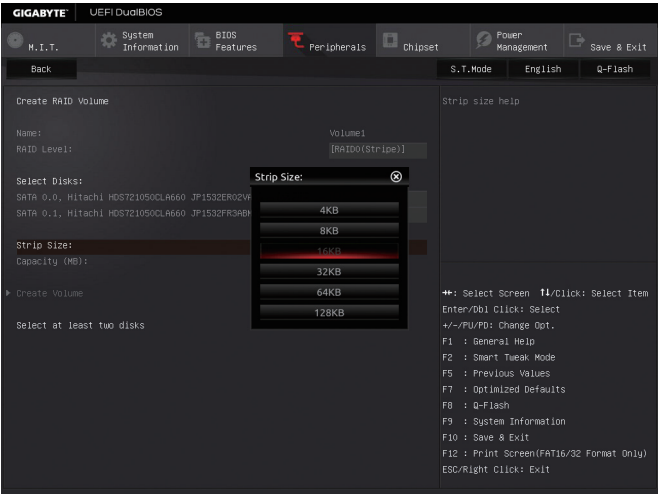 GIGABYTE™ UEFI DualBIOS
M.I.T.
System Information
BIOS Features
Peripherals
Chipset
Power Management
Save & Exit
Back
S.T.Mode English Q-Flash
Create RAID Volume
Strip size help
Name: Volume1
RAID Level: [RAID0(Stripe)]
Select Disks:
SATA 0.0, Hitachi HDS721050CLA660
SATA 0.1, Hitachi HDS721050CLA660
Strip Size:
Capacity (MB):
Create Volume
Select at least two disks
Strip Size:
4KB
8KB
16KB
32KB
64KB
128KB
→←: Select Screen ↑↓/Click: Select Item
Enter/Dbl Click: Select
+/-/PU/PD: Change Opt.
F1 : General Help
F2 : Smart Tweak Mode
F5 : Previous Values
F7 : Optimized Defaults
F8 : Q-Flash
F9 : System Information
F10 : Save & Exit
F12 : Print Screen(FAT16/32 Format Only)
ESC/Right Click: Exit